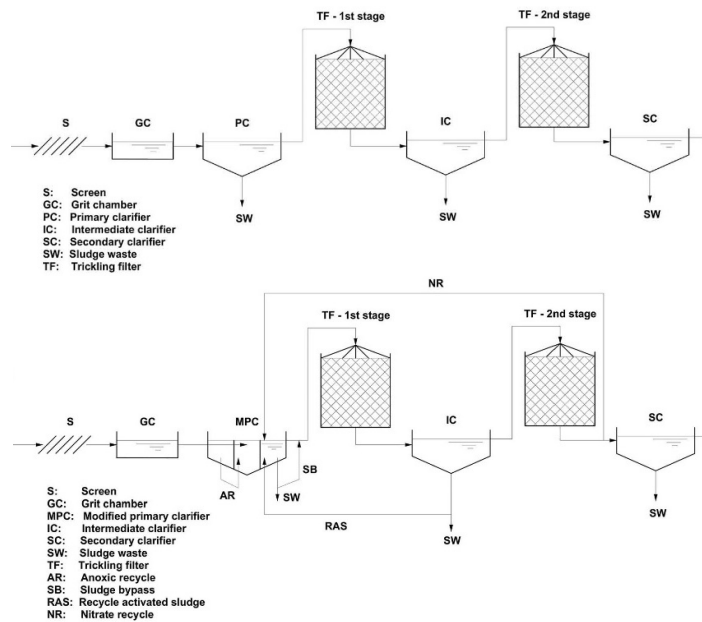 TF - 1st stage
TF - 2nd stage
S
GC
PC
IC
SC
SW
SW
SW
S: Screen
GC: Grit chamber
PC: Primary clarifier
IC: Intermediate clarifier
SC: Secondary clarifier
SW: Sludge waste
TF: Trickling filter
NR
TF - 1st stage
TF - 2nd stage
S
GC
MPC
IC
SC
SB
AR
SW
RAS
SW
SW
S: Screen
GC: Grit chamber
MPC: Modified primary clarifier
IC: Intermediate clarifier
SC: Secondary clarifier
SW: Sludge waste
TF: Trickling filter
AR: Anoxic recycle
SB: Sludge bypass
RAS: Recycle activated sludge
NR: Nitrate recycle